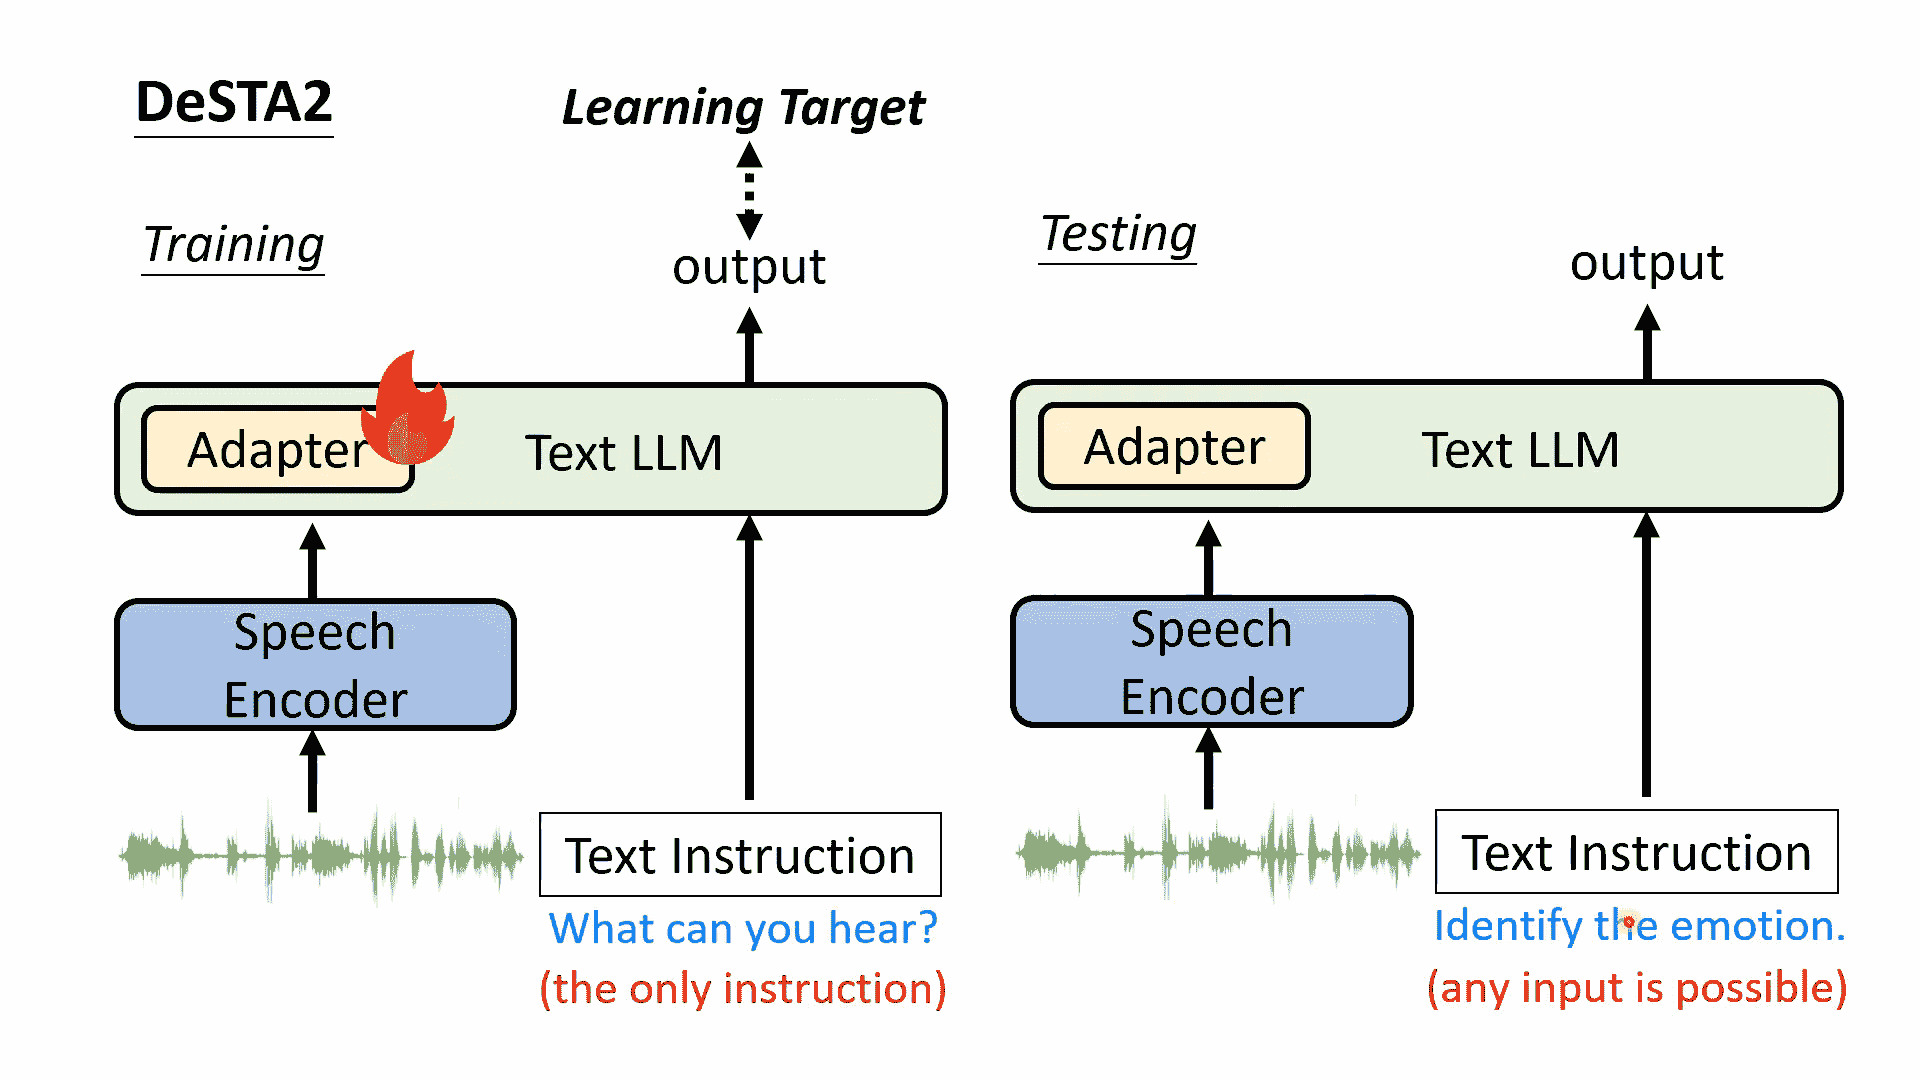 DeSTA2
Learning Target
Training
output
Adapter
Text LLM
Speech
Encoder
Text Instruction
What can you hear?
(the only instruction)
Testing
output
Adapter
Text LLM
Speech
Encoder
Text Instruction
Identify the emotion.
(any input is possible)